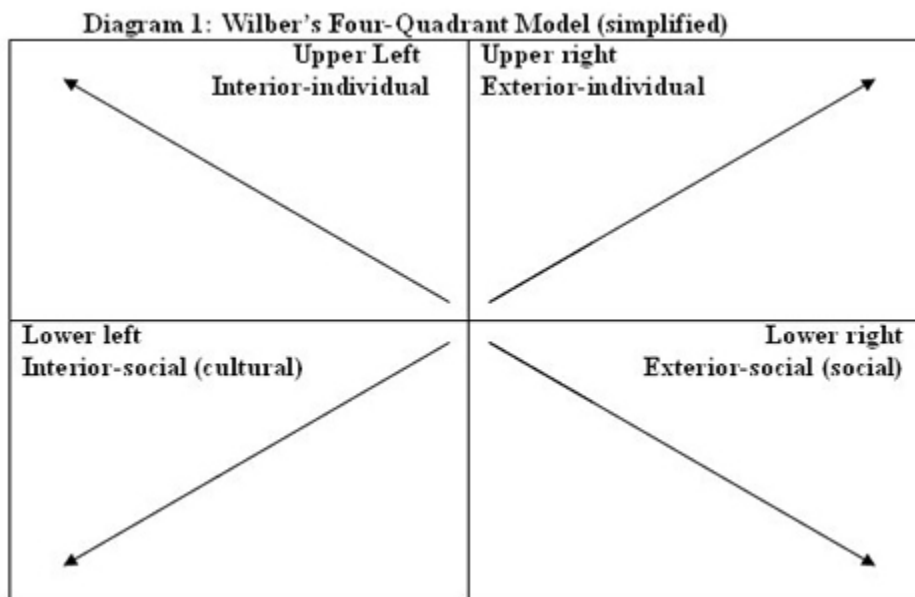 Diagram 1: Wilber's Four-Quadrant Model (simplified)
Upper Left
Interior-individual
Upper right
Exterior-individual
Lower left
Interior-social (cultural)
Lower right
Exterior-social (social)